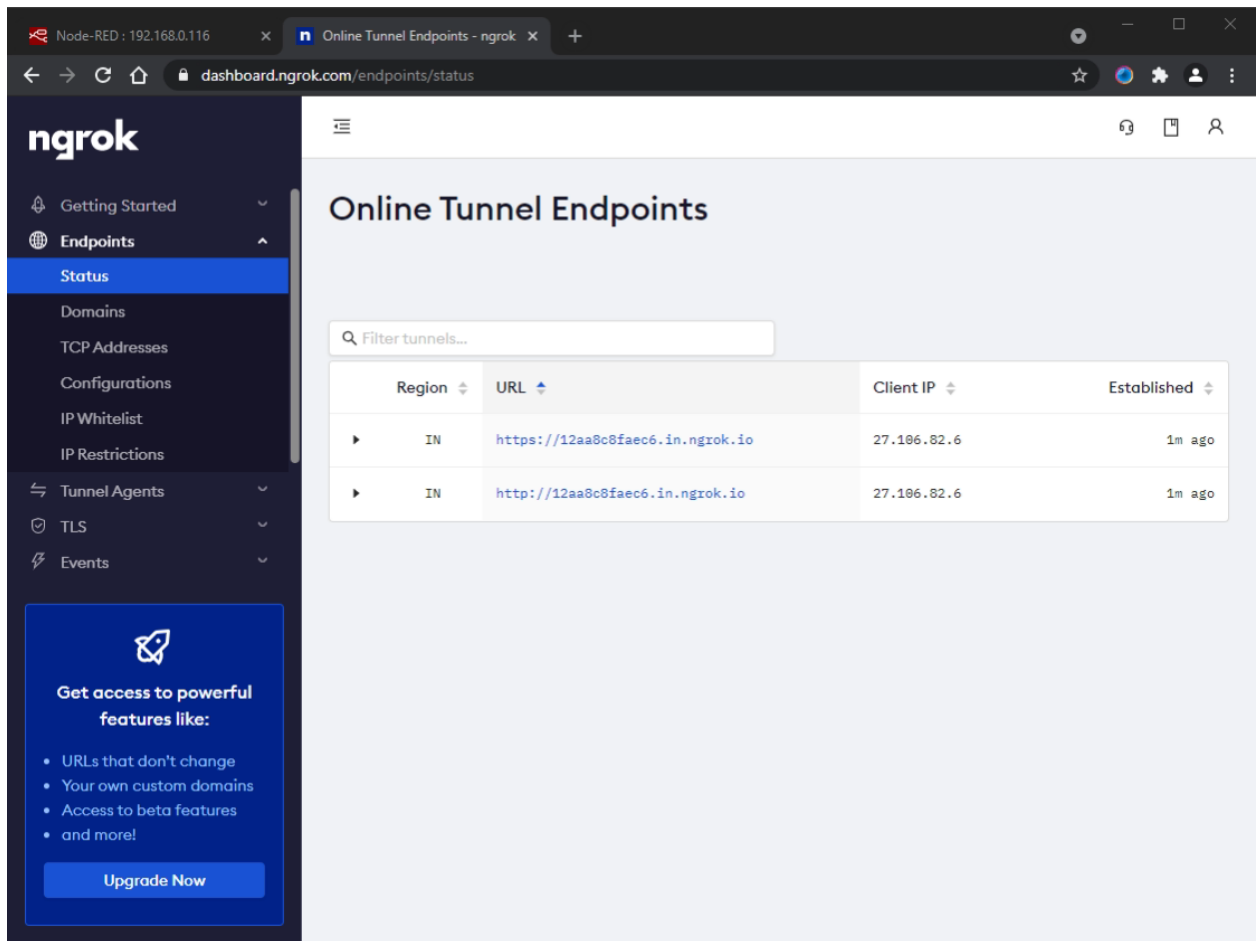 Node-RED : 192.168.0.116
Online Tunnel Endpoints - ngrok
dashboard.ngrok.com/endpoints/status
ngrok
Getting Started
Endpoints
Status
Domains
TCP Addresses
Configurations
IP Whitelist
IP Restrictions
Tunnel Agents
TLS
Events
Get access to powerful
features like:
• URLs that don't change
• Your own custom domains
• Access to beta features
• and more!
Upgrade Now
Online Tunnel Endpoints
Filter tunnels...
Region URL Client IP Established
IN https://12aa8c8faec6.in.ngrok.io 27.106.82.6 1m ago
IN http://12aa8c8faec6.in.ngrok.io 27.106.82.6 1m ago